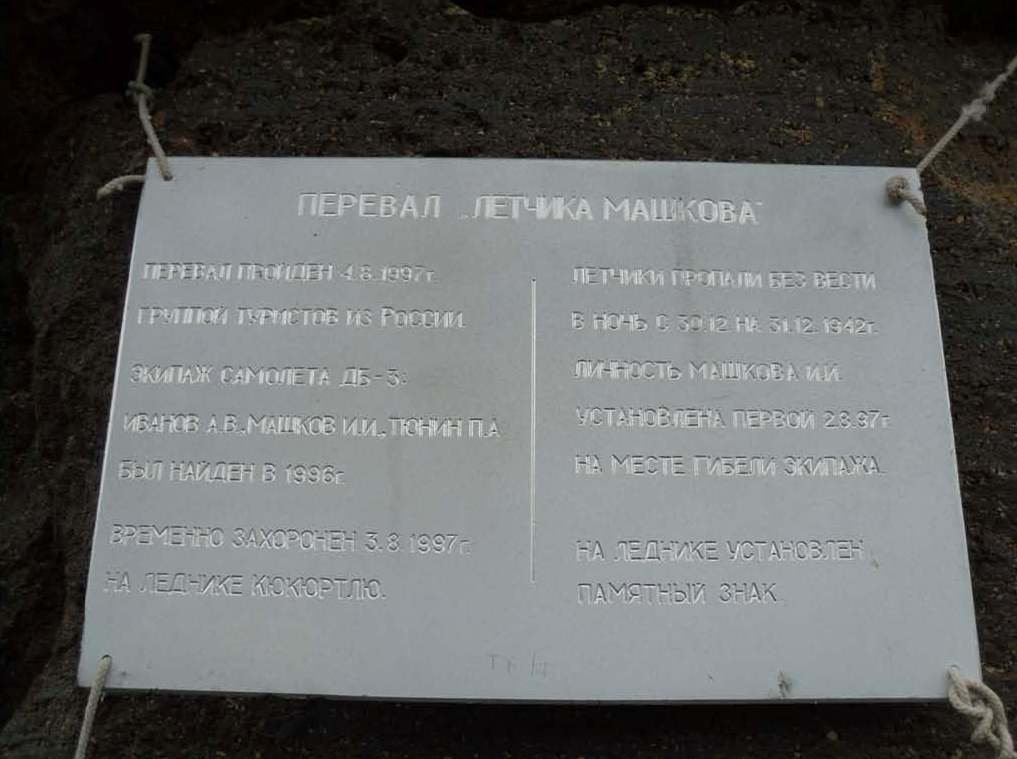 ПЕРЕВАЛ „ЛЕТЧИКА МАШКОВА"
ПЕРЕВАЛ ПРОЙДЕН 4.8.1997г.
ГРУППОЙ ТУРИСТОВ ИЗ РОССИИ.
ЭКИПАЖ САМОЛЕТА ДБ-3:
ИВАНОВ А.В., МАШКОВ И.И., ТЮНИН П.А
БЫЛ НАЙДЕН В 1996г.
ВРЕМЕННО ЗАХОРОНЕН 3.8.1997г.
НА ЛЕДНИКЕ КЮКЮРТЛЮ.
ЛЕТЧИКИ ПРОПАЛИ БЕЗ ВЕСТИ
В НОЧЬ С 30.12. НА 31.12. 1942г.
ЛИЧНОСТЬ МАШКОВА И.И.
УСТАНОВЛЕНА ПЕРВОЙ 2.8.97г
НА МЕСТЕ ГИБЕЛИ ЭКИПАЖА.
НА ЛЕДНИКЕ УСТАНОВЛЕН
ПАМЯТНЫЙ ЗНАК.